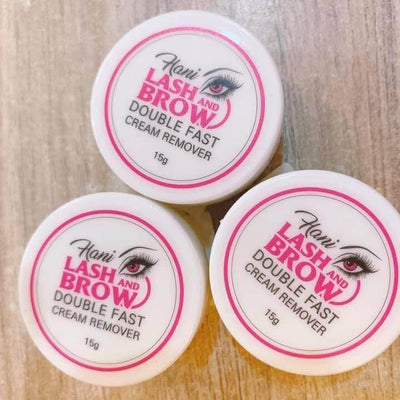 Hani
LASH AND
BROW
DOUBLE FAST
CREAM REMOVER
15g
Hani
LASH AND
BROW
DOUBLE FAST
CREAM REMOVER
15g
Hani
LASH AND
BROW
DOUBLE FAST
CREAM REMOVER
15g